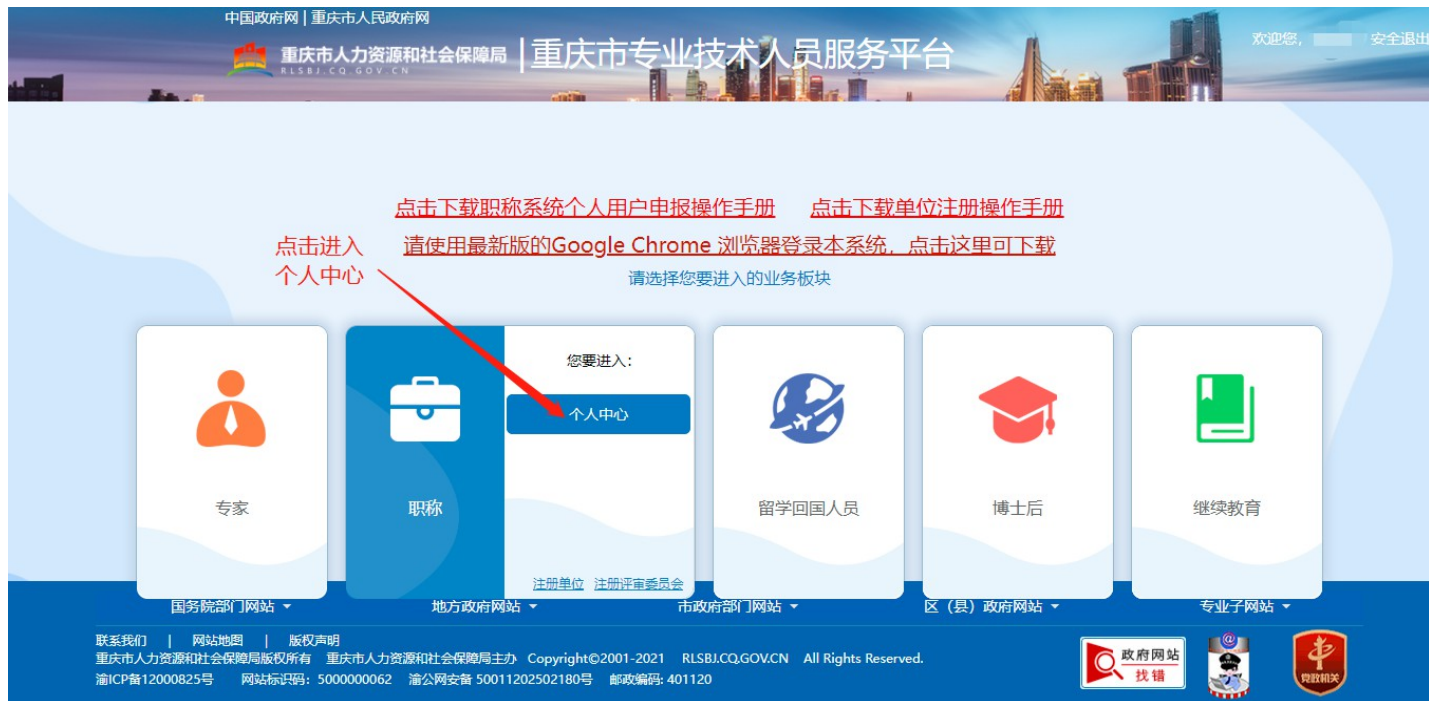 中国政府网 | 重庆市人民政府网
重庆市人力资源和社会保障局 | 重庆市专业技术人员服务平台
RLSBJ.CQ.GOV.CN
欢迎您, 安全退出
点击下载职称系统个人用户申报操作手册 点击下载单位注册操作手册
请使用最新版的Google Chrome 浏览器登录本系统，点击这里可下载
点击进入
个人中心
请选择您要进入的业务板块
专家
职称
您要进入：
个人中心
注册单位 注册评审委员会
留学回国人员
博士后
继续教育
国务院部门网站 地方政府网站 市政府部门网站 区（县）政府网站 专业子网站
联系我们 | 网站地图 | 版权声明
重庆市人力资源和社会保障局版权所有 重庆市人力资源和社会保障局主办 Copyright©2001-2021 RLSBJ.CQ.GOV.CN All Rights Reserved.
渝ICP备12000825号 网站标识码：5000000062 渝公网安备 50011202502180号 邮政编码: 401120
政府网站
找错
党政机关